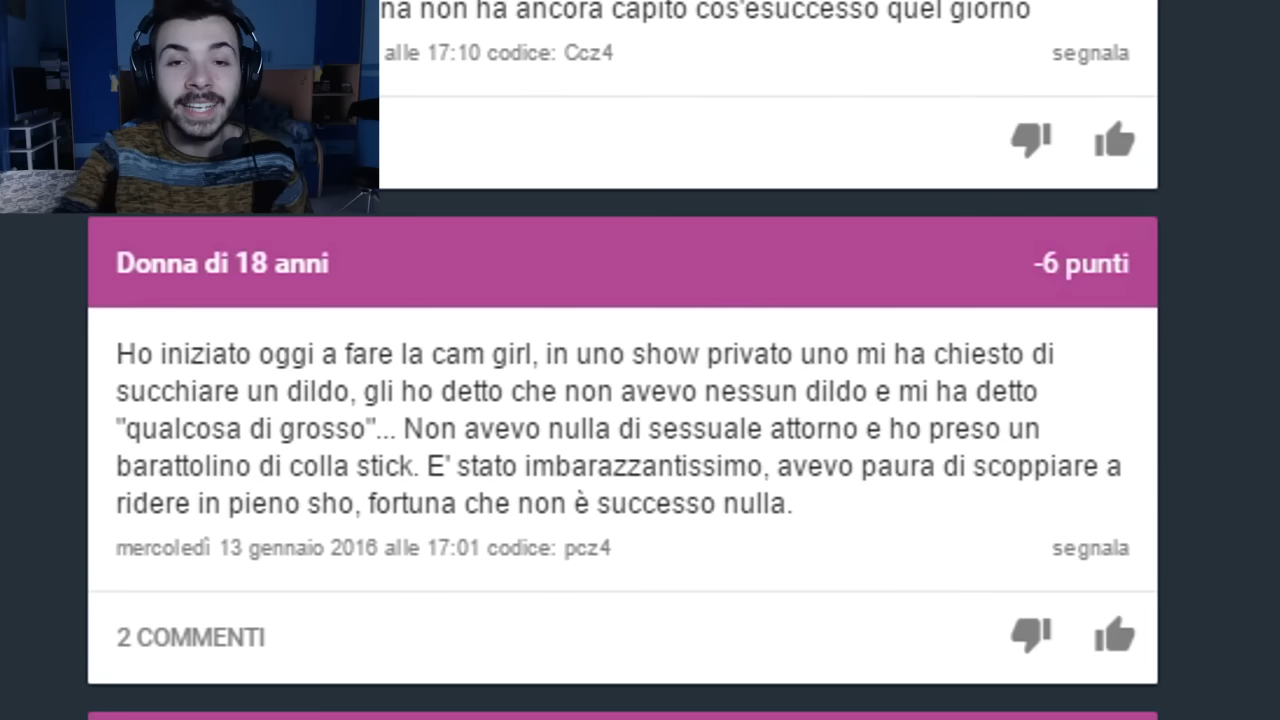 na non ha ancora capito cos'esuccesso quel giorno
alle 17:10 codice: Ccz4 segnala
Donna di 18 anni -6 punti
Ho iniziato oggi a fare la cam girl, in uno show privato uno mi ha chiesto di
succhiare un dildo, gli ho detto che non avevo nessun dildo e mi ha detto
"qualcosa di grosso"... Non avevo nulla di sessuale attorno e ho preso un
barattolino di colla stick. E' stato imbarazzantissimo, avevo paura di scoppiare a
ridere in pieno sho, fortuna che non è successo nulla.
mercoledì 13 gennaio 2016 alle 17:01 codice: pcz4 segnala
2 COMMENTI